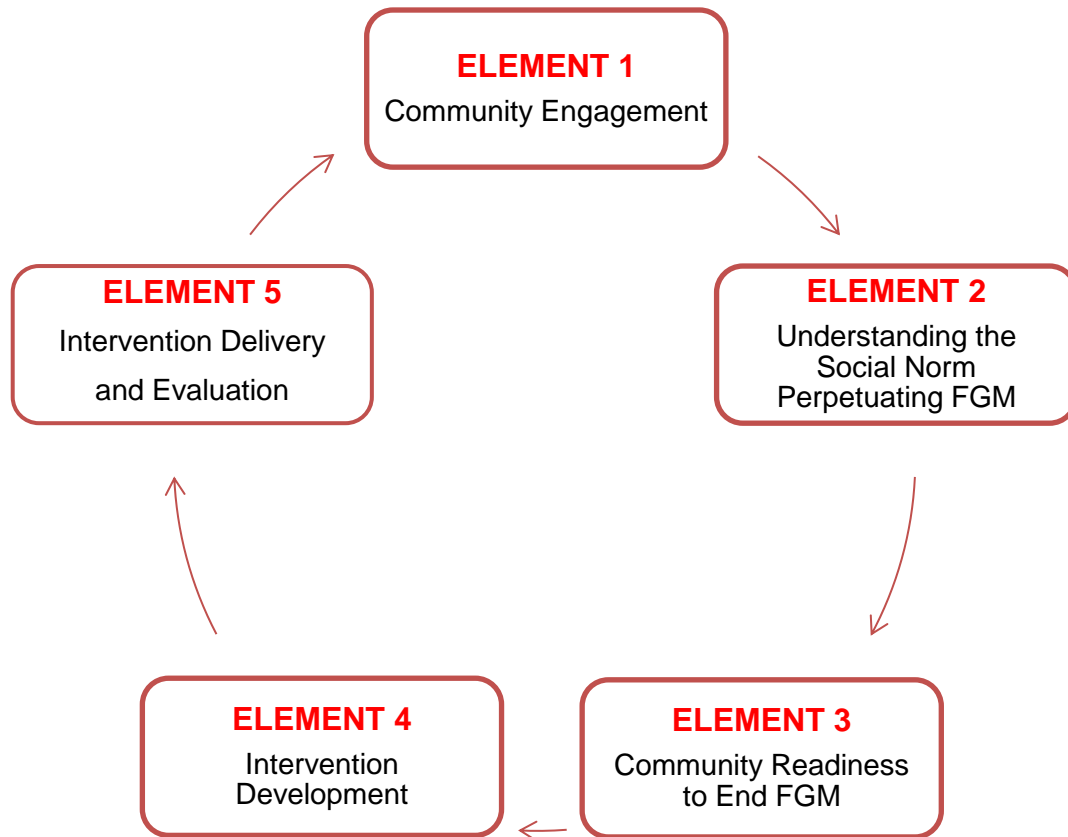 ELEMENT 1
Community Engagement
ELEMENT 2
Understanding the
Social Norm
Perpetuating FGM
ELEMENT 3
Community Readiness
to End FGM
ELEMENT 4
Intervention
Development
ELEMENT 5
Intervention Delivery
and Evaluation